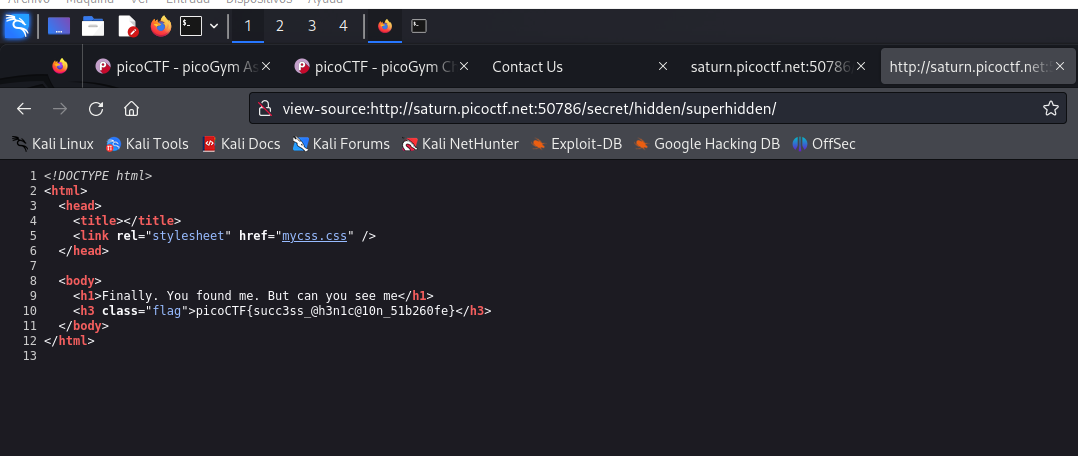 Archivo Máquina Ver Entrada Dispositivos Ayuda
1 2 3 4
picoCTF - picoGym As
picoCTF - picoGym Ch
Contact Us
saturn.picoctf.net:50786
http://saturn.picoctf.net:5
view-source:http://saturn.picoctf.net:50786/secret/hidden/superhidden/
Kali Linux Kali Tools Kali Docs Kali Forums Kali NetHunter Exploit-DB Google Hacking DB OffSec
1 <!DOCTYPE html>
2 <html>
3 <head>
4 <title></title>
5 <link rel="stylesheet" href="mycss.css" />
6 </head>
7
8 <body>
9 <h1>Finally. You found me. But can you see me</h1>
10 <h3 class="flag">picoCTF{succ3ss_@h3n1c@10n_51b260fe}</h3>
11 </body>
12 </html>
13